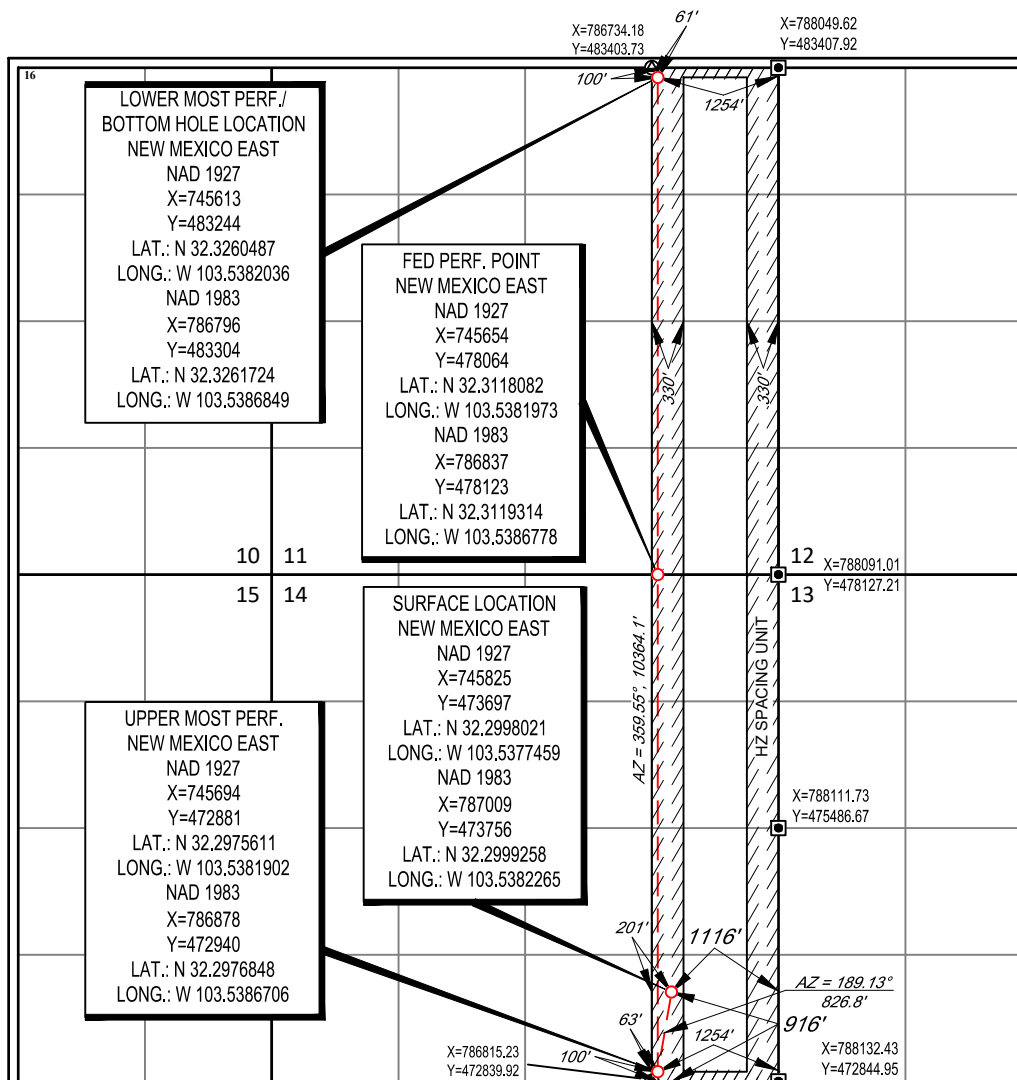 X=786734.18
Y=483403.73
61'
X=788049.62
Y=483407.92
16
100'
1254'
LOWER MOST PERF./
BOTTOM HOLE LOCATION
NEW MEXICO EAST
NAD 1927
X=745613
Y=483244
LAT.: N 32.3260487
LONG.: W 103.5382036
NAD 1983
X=786796
Y=483304
LAT.: N 32.3261724
LONG.: W 103.5386849
FED PERF. POINT
NEW MEXICO EAST
NAD 1927
X=745654
Y=478064
LAT.: N 32.3118082
LONG.: W 103.5381973
NAD 1983
X=786837
Y=478123
LAT.: N 32.3119314
LONG.: W 103.5386778
330'
330'
10 11
12
X=788091.01
Y=478127.21
15 14
13
SURFACE LOCATION
NEW MEXICO EAST
NAD 1927
X=745825
Y=473697
LAT.: N 32.2998021
LONG.: W 103.5377459
NAD 1983
X=787009
Y=473756
LAT.: N 32.2999258
LONG.: W 103.5382265
AZ = 359.55°, 10364.1'
HZ SPACING UNIT
UPPER MOST PERF.
NEW MEXICO EAST
NAD 1927
X=745694
Y=472881
LAT.: N 32.2975611
LONG.: W 103.5381902
NAD 1983
X=786878
Y=472940
LAT.: N 32.2976848
LONG.: W 103.5386706
X=788111.73
Y=475486.67
201'
1116'
AZ = 189.13°
826.8'
916'
63'
1254'
100'
X=786815.23
Y=472839.92
X=788132.43
Y=472844.95